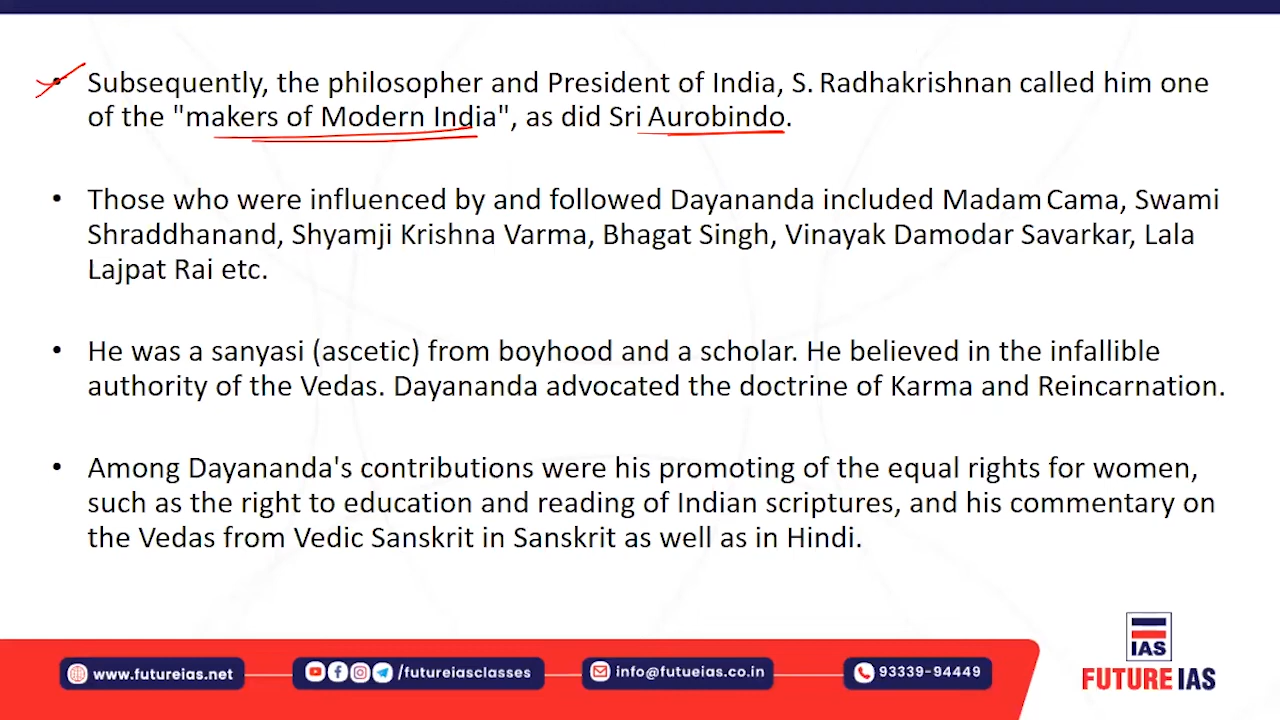 • Subsequently, the philosopher and President of India, S. Radhakrishnan called him one
of the "makers of Modern India", as did Sri Aurobindo.
• Those who were influenced by and followed Dayananda included Madam Cama, Swami
Shraddhanand, Shyamji Krishna Varma, Bhagat Singh, Vinayak Damodar Savarkar, Lala
Lajpat Rai etc.
• He was a sanyasi (ascetic) from boyhood and a scholar. He believed in the infallible
authority of the Vedas. Dayananda advocated the doctrine of Karma and Reincarnation.
• Among Dayananda's contributions were his promoting of the equal rights for women,
such as the right to education and reading of Indian scriptures, and his commentary on
the Vedas from Vedic Sanskrit in Sanskrit as well as in Hindi.
www.futureias.net
/futureiasclasses
info@futueias.co.in
93339-94449
IAS
FUTURE IAS